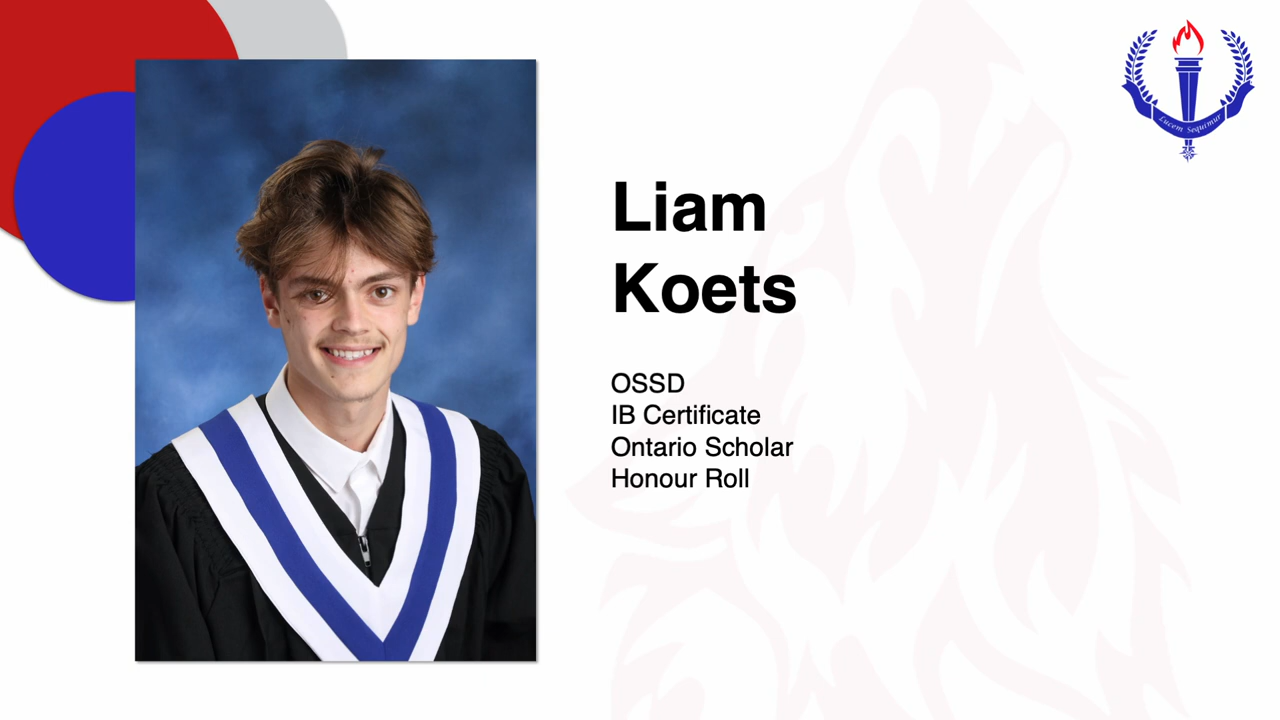 Lucem Sequimur
Liam
Koets
OSSD
IB Certificate
Ontario Scholar
Honour Roll